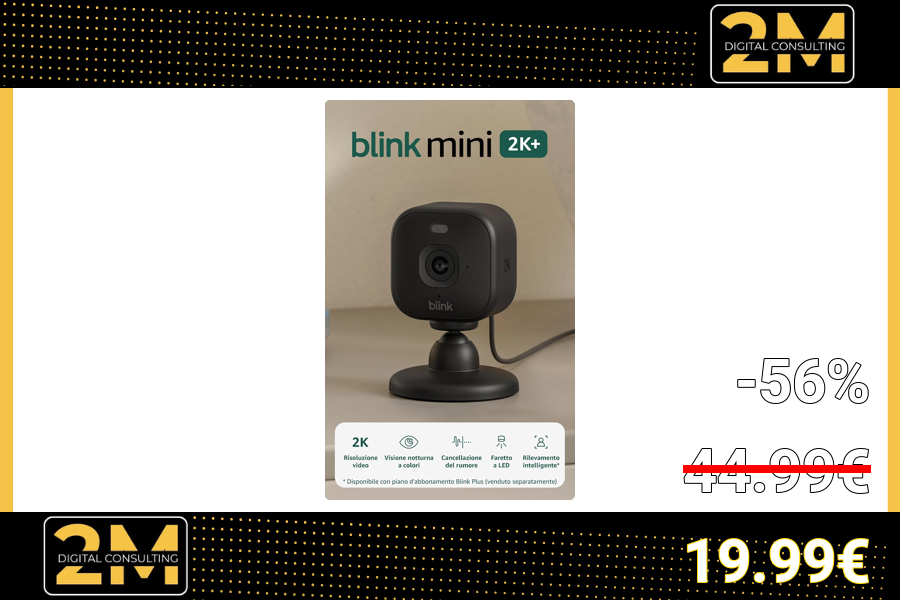 2M
DIGITAL CONSULTING
blink mini 2K+
2K
blink
2K
Risoluzione video
Visione notturna a colori
Cancellazione del rumore
Faretto a LED
Rilevamento intelligente*
* Disponibile con piano d'abbonamento Blink Plus (venduto separatamente)
-56%
44.99€
2M
DIGITAL CONSULTING
19.99€